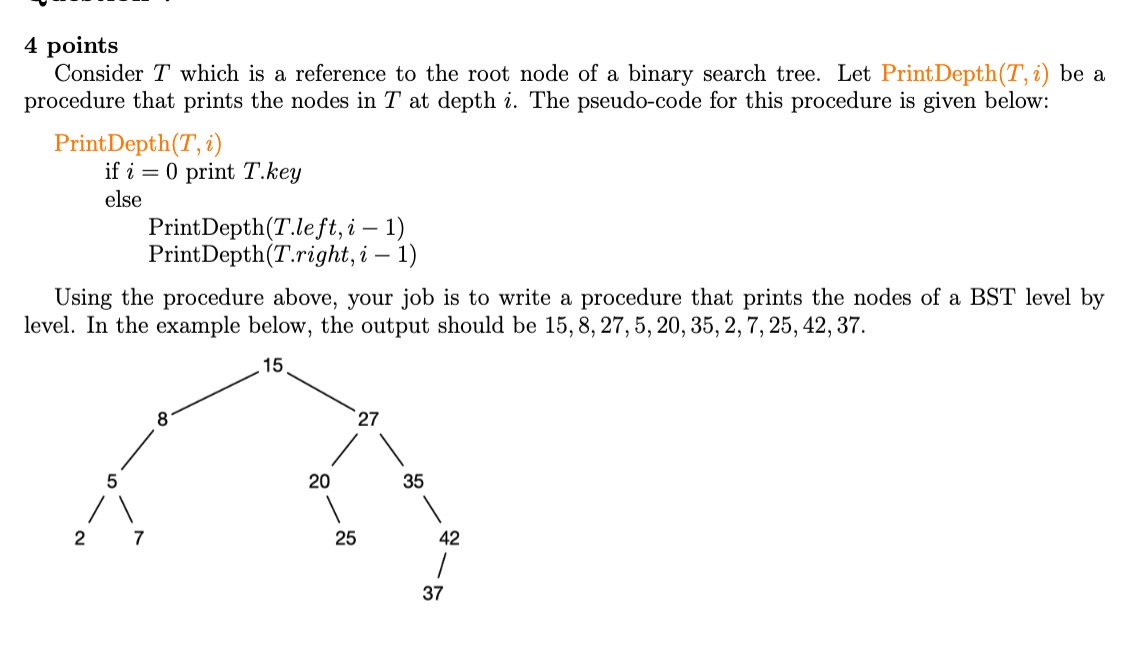 4 points
Consider T which is a reference to the root node of a binary search tree. Let PrintDepth(T, i) be a
procedure that prints the nodes in T at depth i. The pseudo-code for this procedure is given below:
PrintDepth(T, i)
if i = 0 print T.key
else
PrintDepth(T.left, i − 1)
PrintDepth(T.right, i − 1)
Using the procedure above, your job is to write a procedure that prints the nodes of a BST level by
level. In the example below, the output should be 15, 8, 27, 5, 20, 35, 2, 7, 25, 42, 37.
15
8 27
5 20 35
2 7 25 42
37